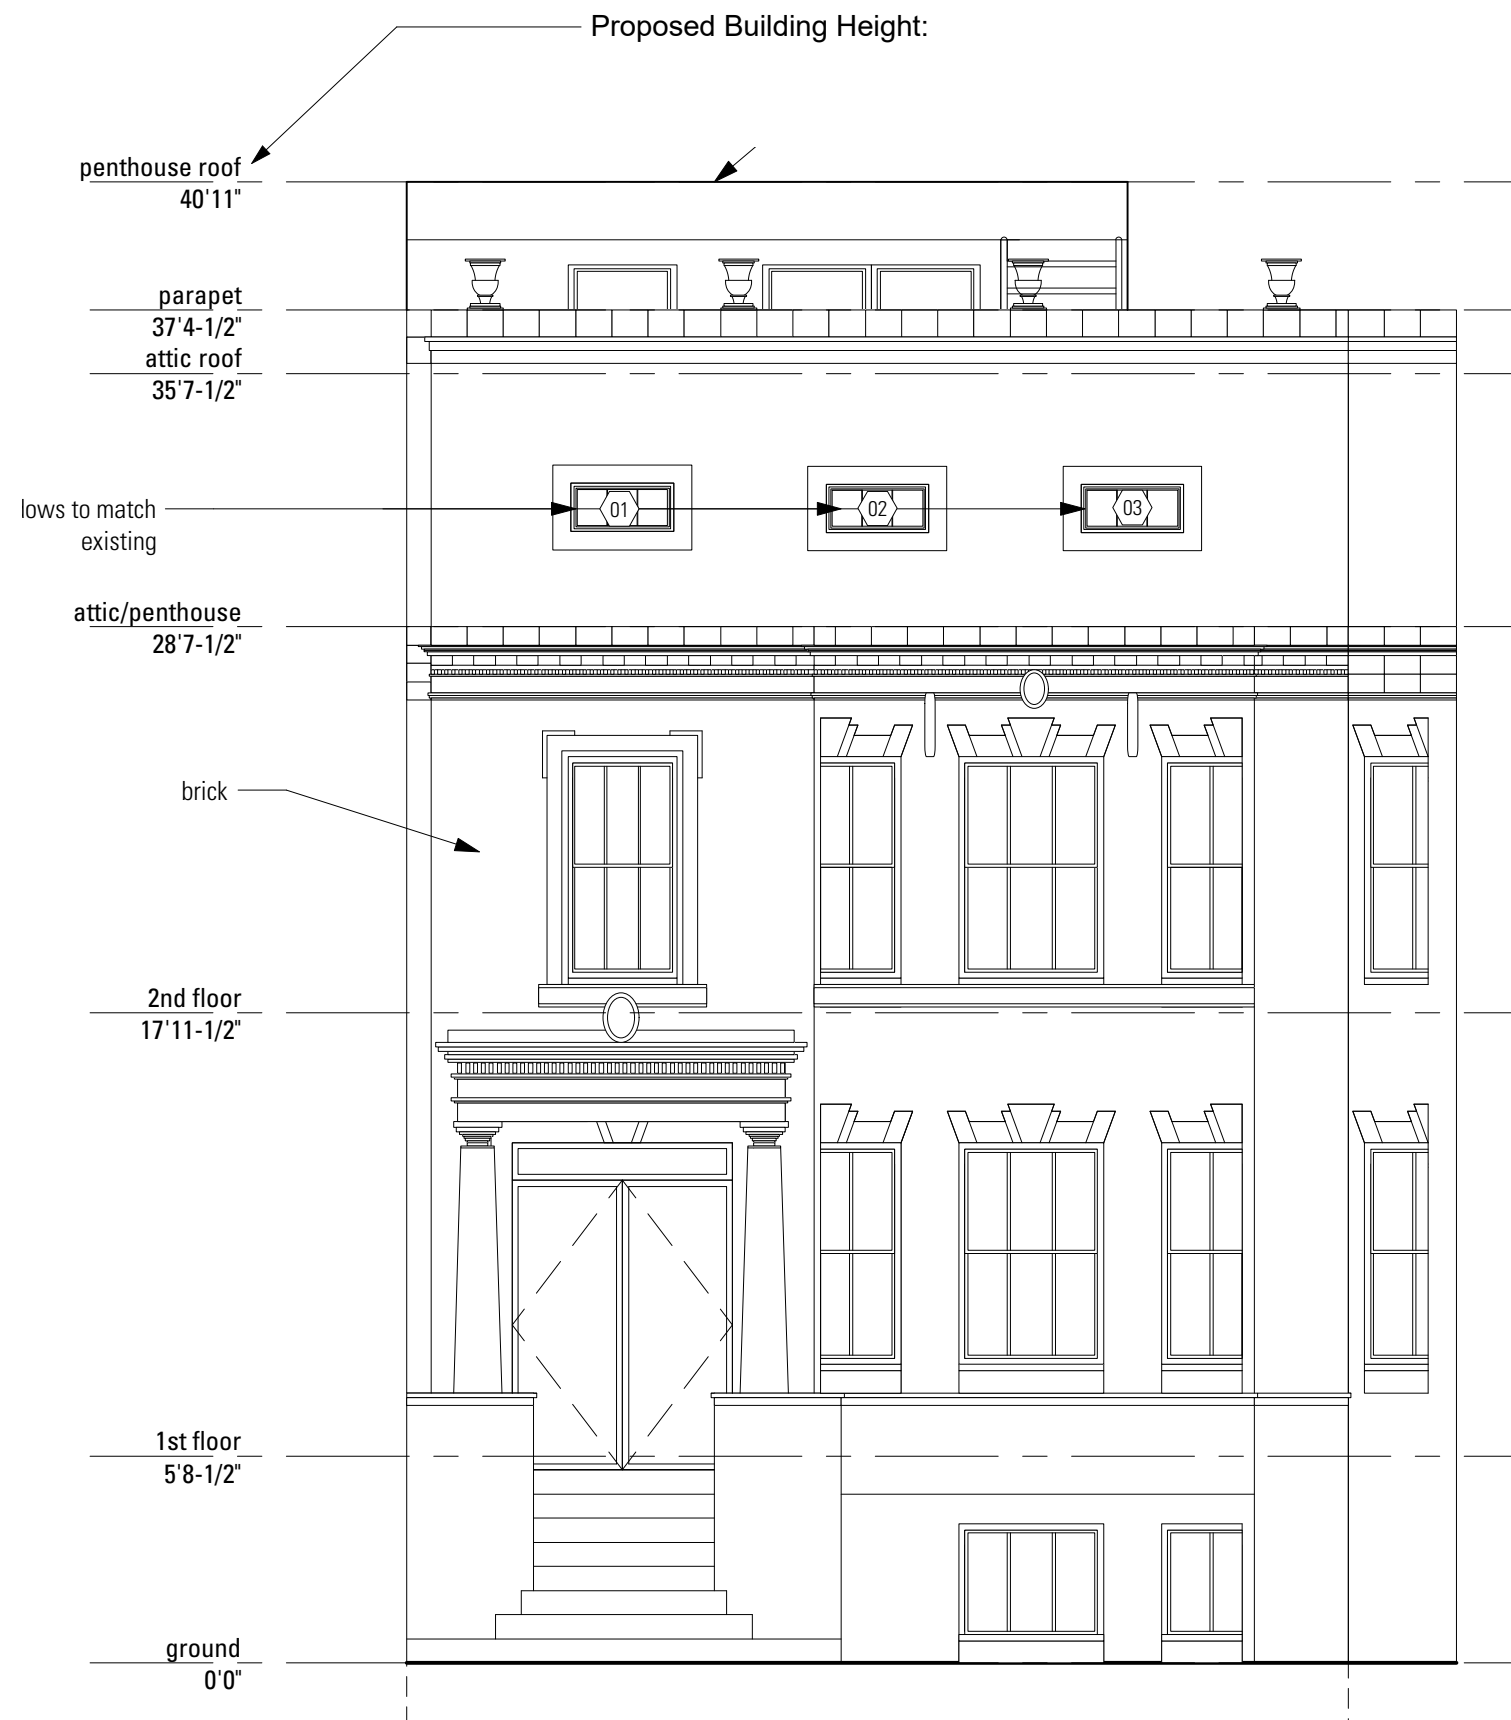 Proposed Building Height:
penthouse roof
40'11"
parapet
37'4-1/2"
attic roof
35'7-1/2"
lows to match
existing
01
02
03
attic/penthouse
28'7-1/2"
brick
2nd floor
17'11-1/2"
1st floor
5'8-1/2"
ground
0'0"